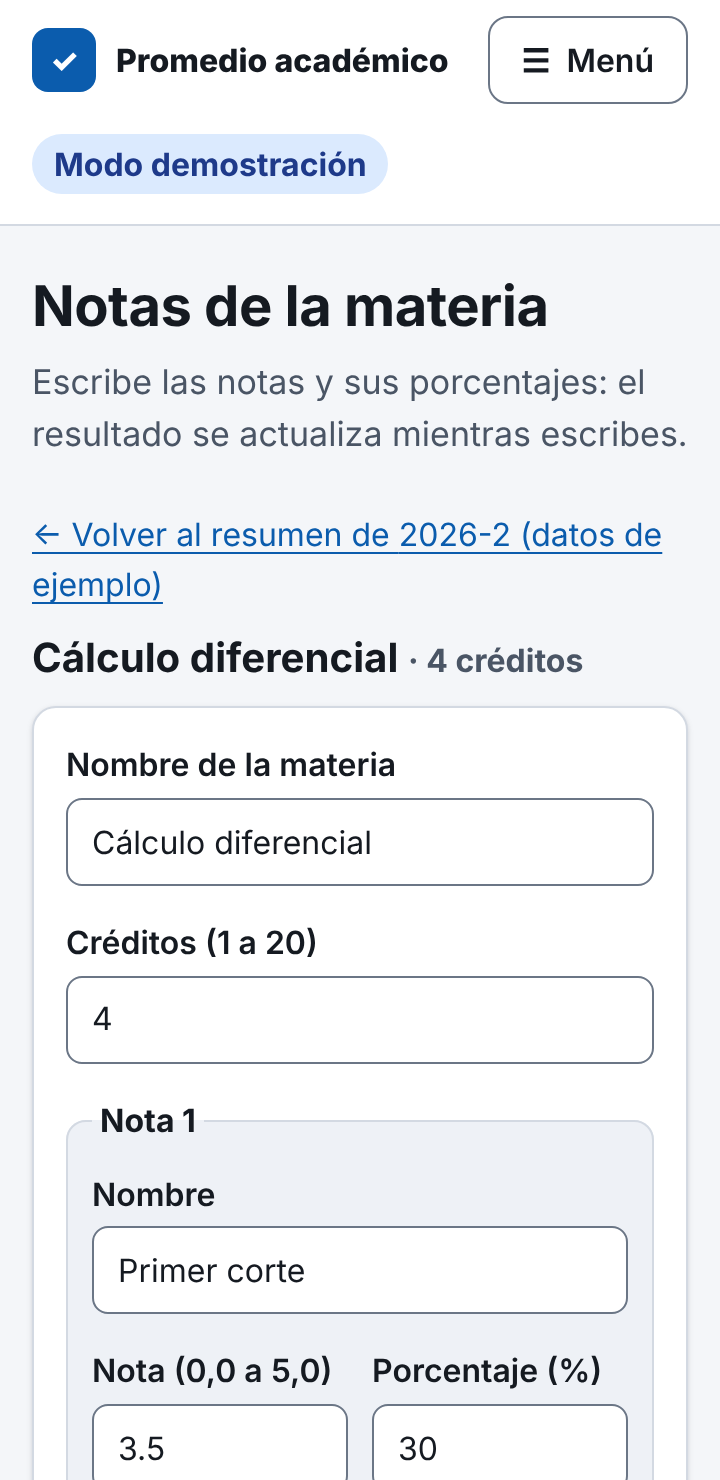 Promedio académico
☰ Menú
Modo demostración
Notas de la materia
Escribe las notas y sus porcentajes: el
resultado se actualiza mientras escribes.
← Volver al resumen de 2026-2 (datos de
ejemplo)
Cálculo diferencial · 4 créditos
Nombre de la materia
Cálculo diferencial
Créditos (1 a 20)
4
Nota 1
Nombre
Primer corte
Nota (0,0 a 5,0) Porcentaje (%)
3.5 30